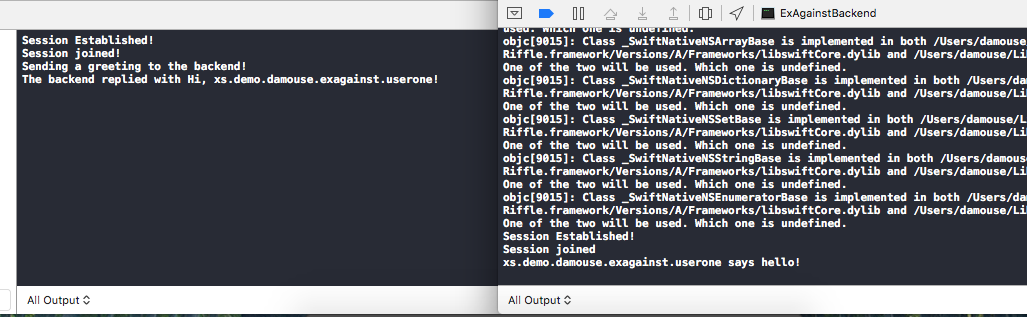 Session Established!
Session joined!
Sending a greeting to the backend!
The backend replied with Hi, xs.demo.damouse.exagainst.userone!
All Output
ExAgainstBackend
used. Which one is undefined.
objc[9015]: Class _SwiftNativeNSArrayBase is implemented in both /Users/damouse
Riffle.framework/Versions/A/Frameworks/libswiftCore.dylib and /Users/damouse/Li
One of the two will be used. Which one is undefined.
objc[9015]: Class _SwiftNativeNSDictionaryBase is implemented in both /Users/da
Riffle.framework/Versions/A/Frameworks/libswiftCore.dylib and /Users/damouse/Li
One of the two will be used. Which one is undefined.
objc[9015]: Class _SwiftNativeNSSetBase is implemented in both /Users/damouse/L
Riffle.framework/Versions/A/Frameworks/libswiftCore.dylib and /Users/damouse/Li
One of the two will be used. Which one is undefined.
objc[9015]: Class _SwiftNativeNSStringBase is implemented in both /Users/damous
Riffle.framework/Versions/A/Frameworks/libswiftCore.dylib and /Users/damouse/Li
One of the two will be used. Which one is undefined.
objc[9015]: Class _SwiftNativeNSEnumeratorBase is implemented in both /Users/da
Riffle.framework/Versions/A/Frameworks/libswiftCore.dylib and /Users/damouse/Li
One of the two will be used. Which one is undefined.
Session Established!
Session joined
xs.demo.damouse.exagainst.userone says hello!
All Output